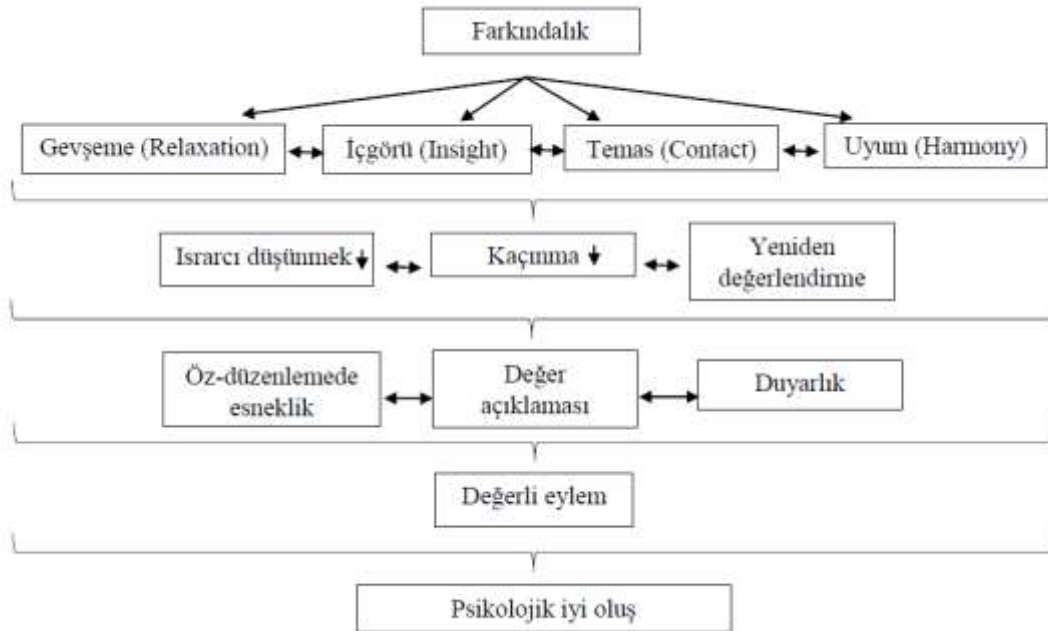 Farkındalık
Gevşeme (Relaxation)
İçgörü (Insight)
Temas (Contact)
Uyum (Harmony)
Israrcı düşünmek
Kaçınma
Yeniden
değerlendirme
Öz-düzenlemede
esneklik
Değer
açıklaması
Duyarlık
Değerli eylem
Psikolojik iyi oluş